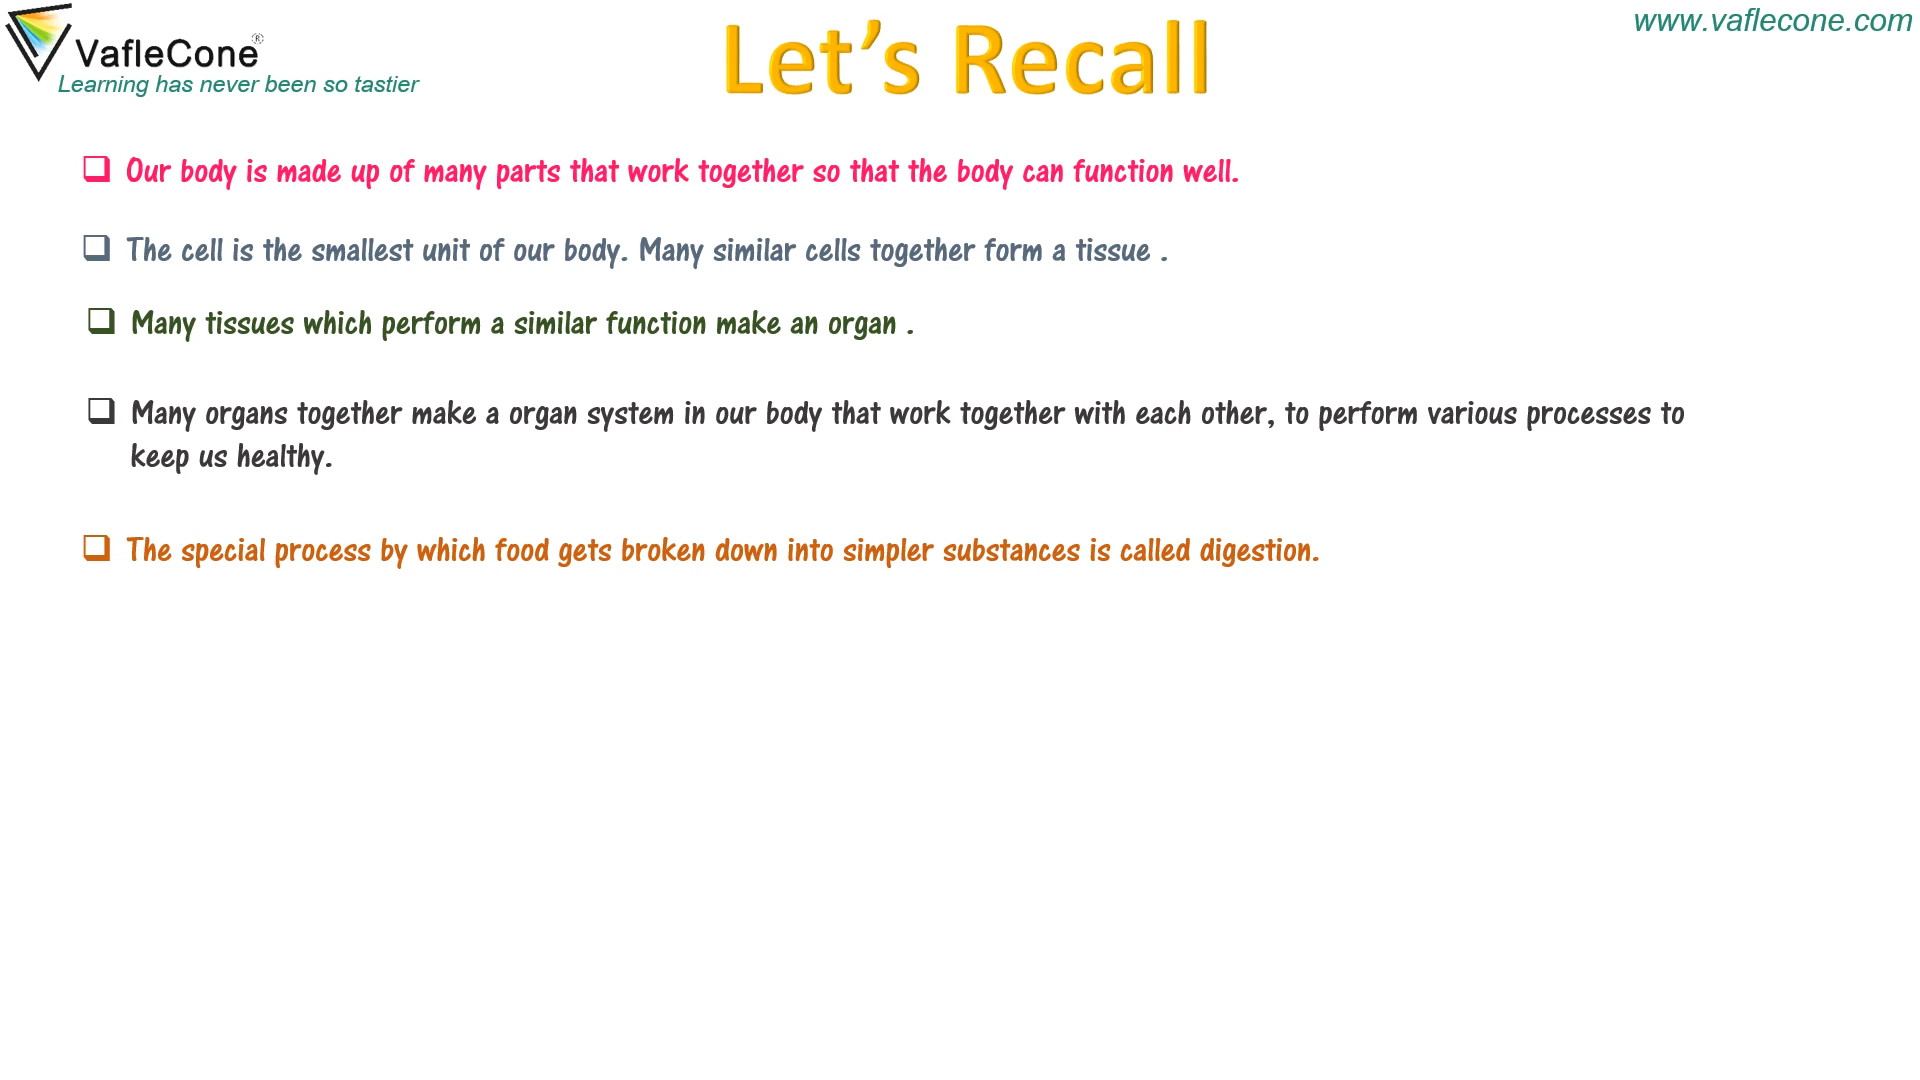 VafleCone®
Learning has never been so tastier
Let’s Recall
www.vaflecone.com
❑ Our body is made up of many parts that work together so that the body can function well.
❑ The cell is the smallest unit of our body. Many similar cells together form a tissue .
❑ Many tissues which perform a similar function make an organ .
❑ Many organs together make a organ system in our body that work together with each other, to perform various processes to
keep us healthy.
❑ The special process by which food gets broken down into simpler substances is called digestion.